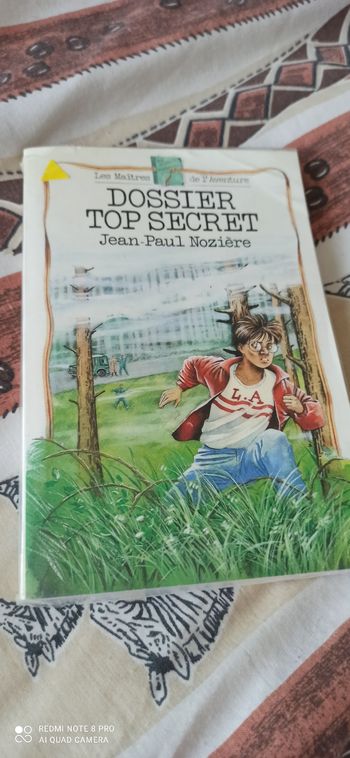 Les Maîtres de l'Aventure
DOSSIER
TOP SECRET
Jean-Paul Nozière
L.A
REDMI NOTE 8 PRO
AI QUAD CAMERA